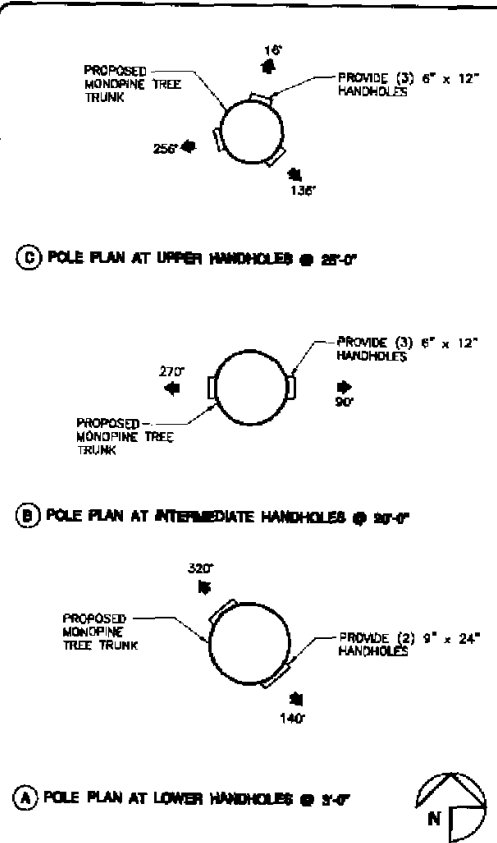 16°
PROPOSED
MONOPINE TREE
TRUNK
PROVIDE (3) 6" x 12"
HANDHOLES
256°
136°
C POLE PLAN AT UPPER HANDHOLES @ 25'-0"
PROVIDE (3) 6" x 12"
HANDHOLES
270°
90°
PROPOSED
MONOPINE TREE
TRUNK
B POLE PLAN AT INTERMEDIATE HANDHOLES @ 20'-0"
320°
PROPOSED
MONOPINE
TREE TRUNK
PROVIDE (2) 9" x 24"
HANDHOLES
140°
A POLE PLAN AT LOWER HANDHOLES @ 3'-0"
N